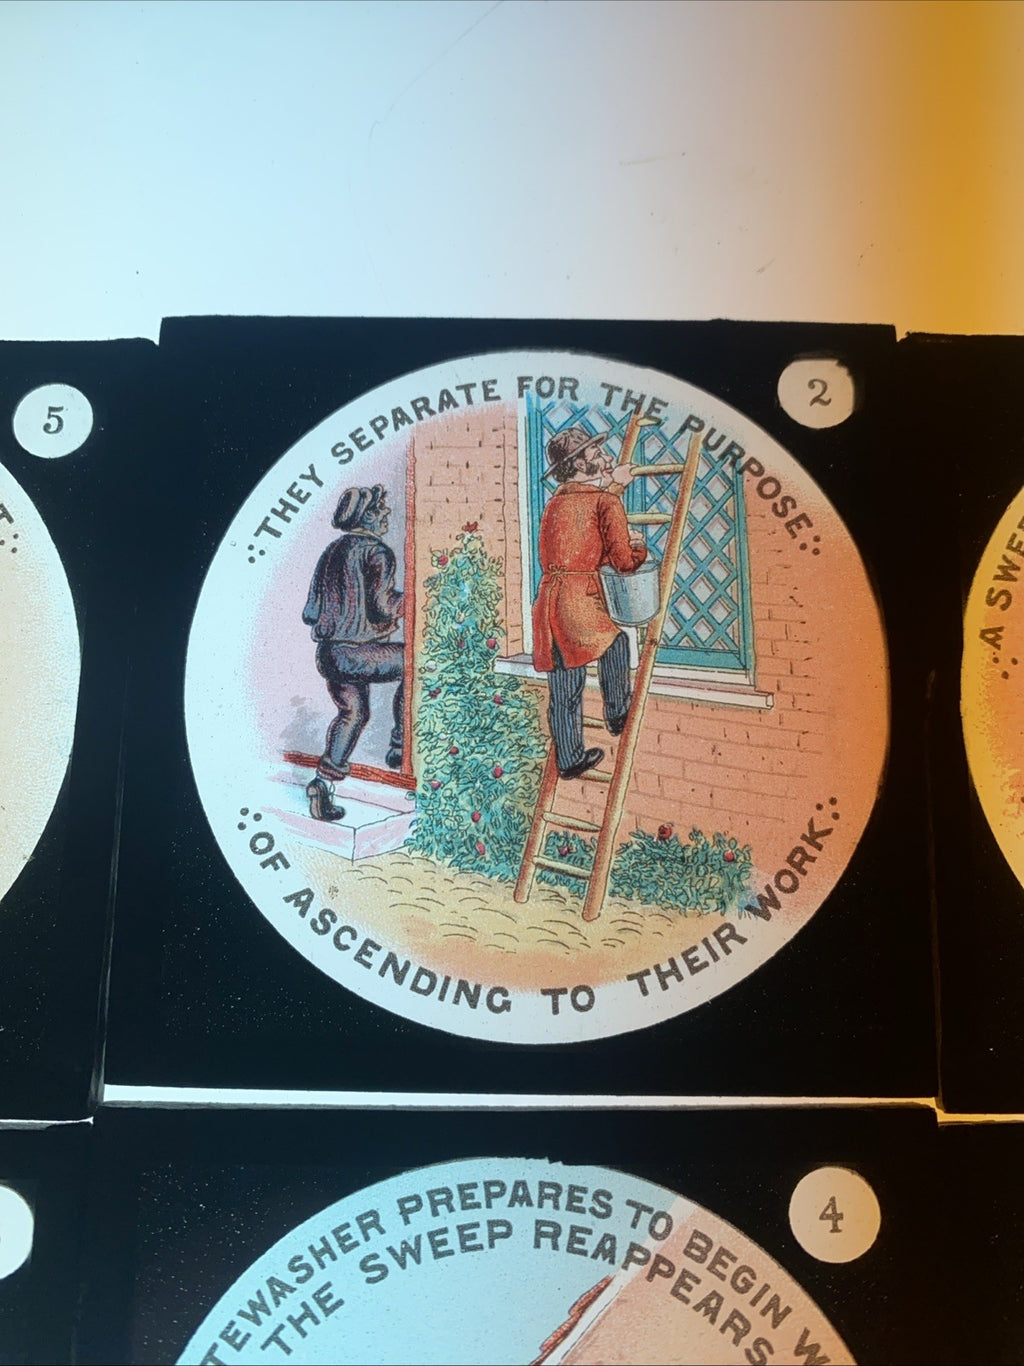 5
2
∴THEY SEPARATE FOR THE PURPOSE∴
∴OF ASCENDING TO THEIR WORK∴
A SWE
4
PREPARES TO BEGIN
THE SWEEP REAPPEARS